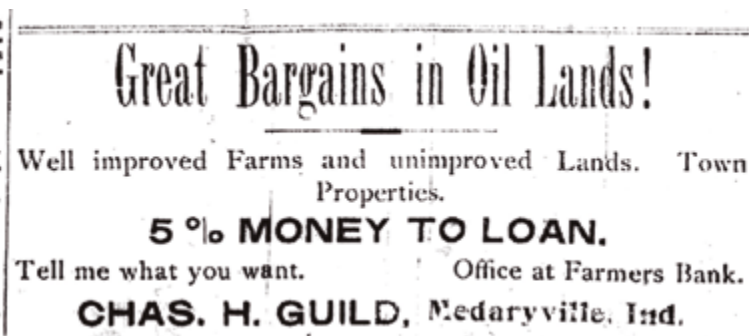 Great Bargains in Oil Lands!
Well improved Farms and unimproved Lands. Town
Properties.
5 % MONEY TO LOAN.
Tell me what you want. Office at Farmers Bank.
CHAS. H. GUILD, Medaryville, Ind.